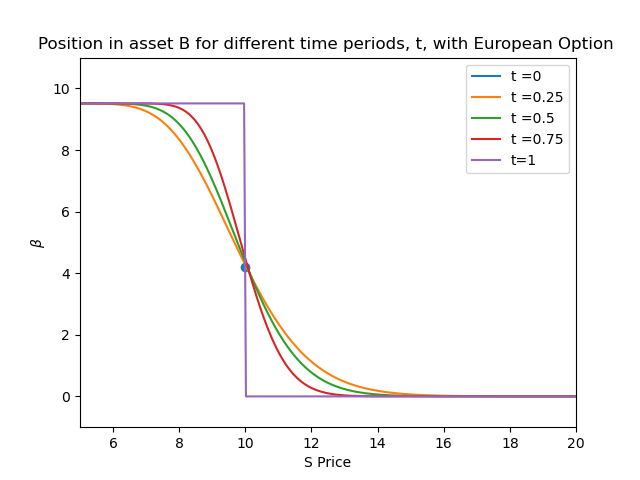 Position in asset B for different time periods, t, with European Option
t =0
t =0.25
t =0.5
t =0.75
t=1
β
10
8
6
4
2
0
6 8 10 12 14 16 18 20
S Price